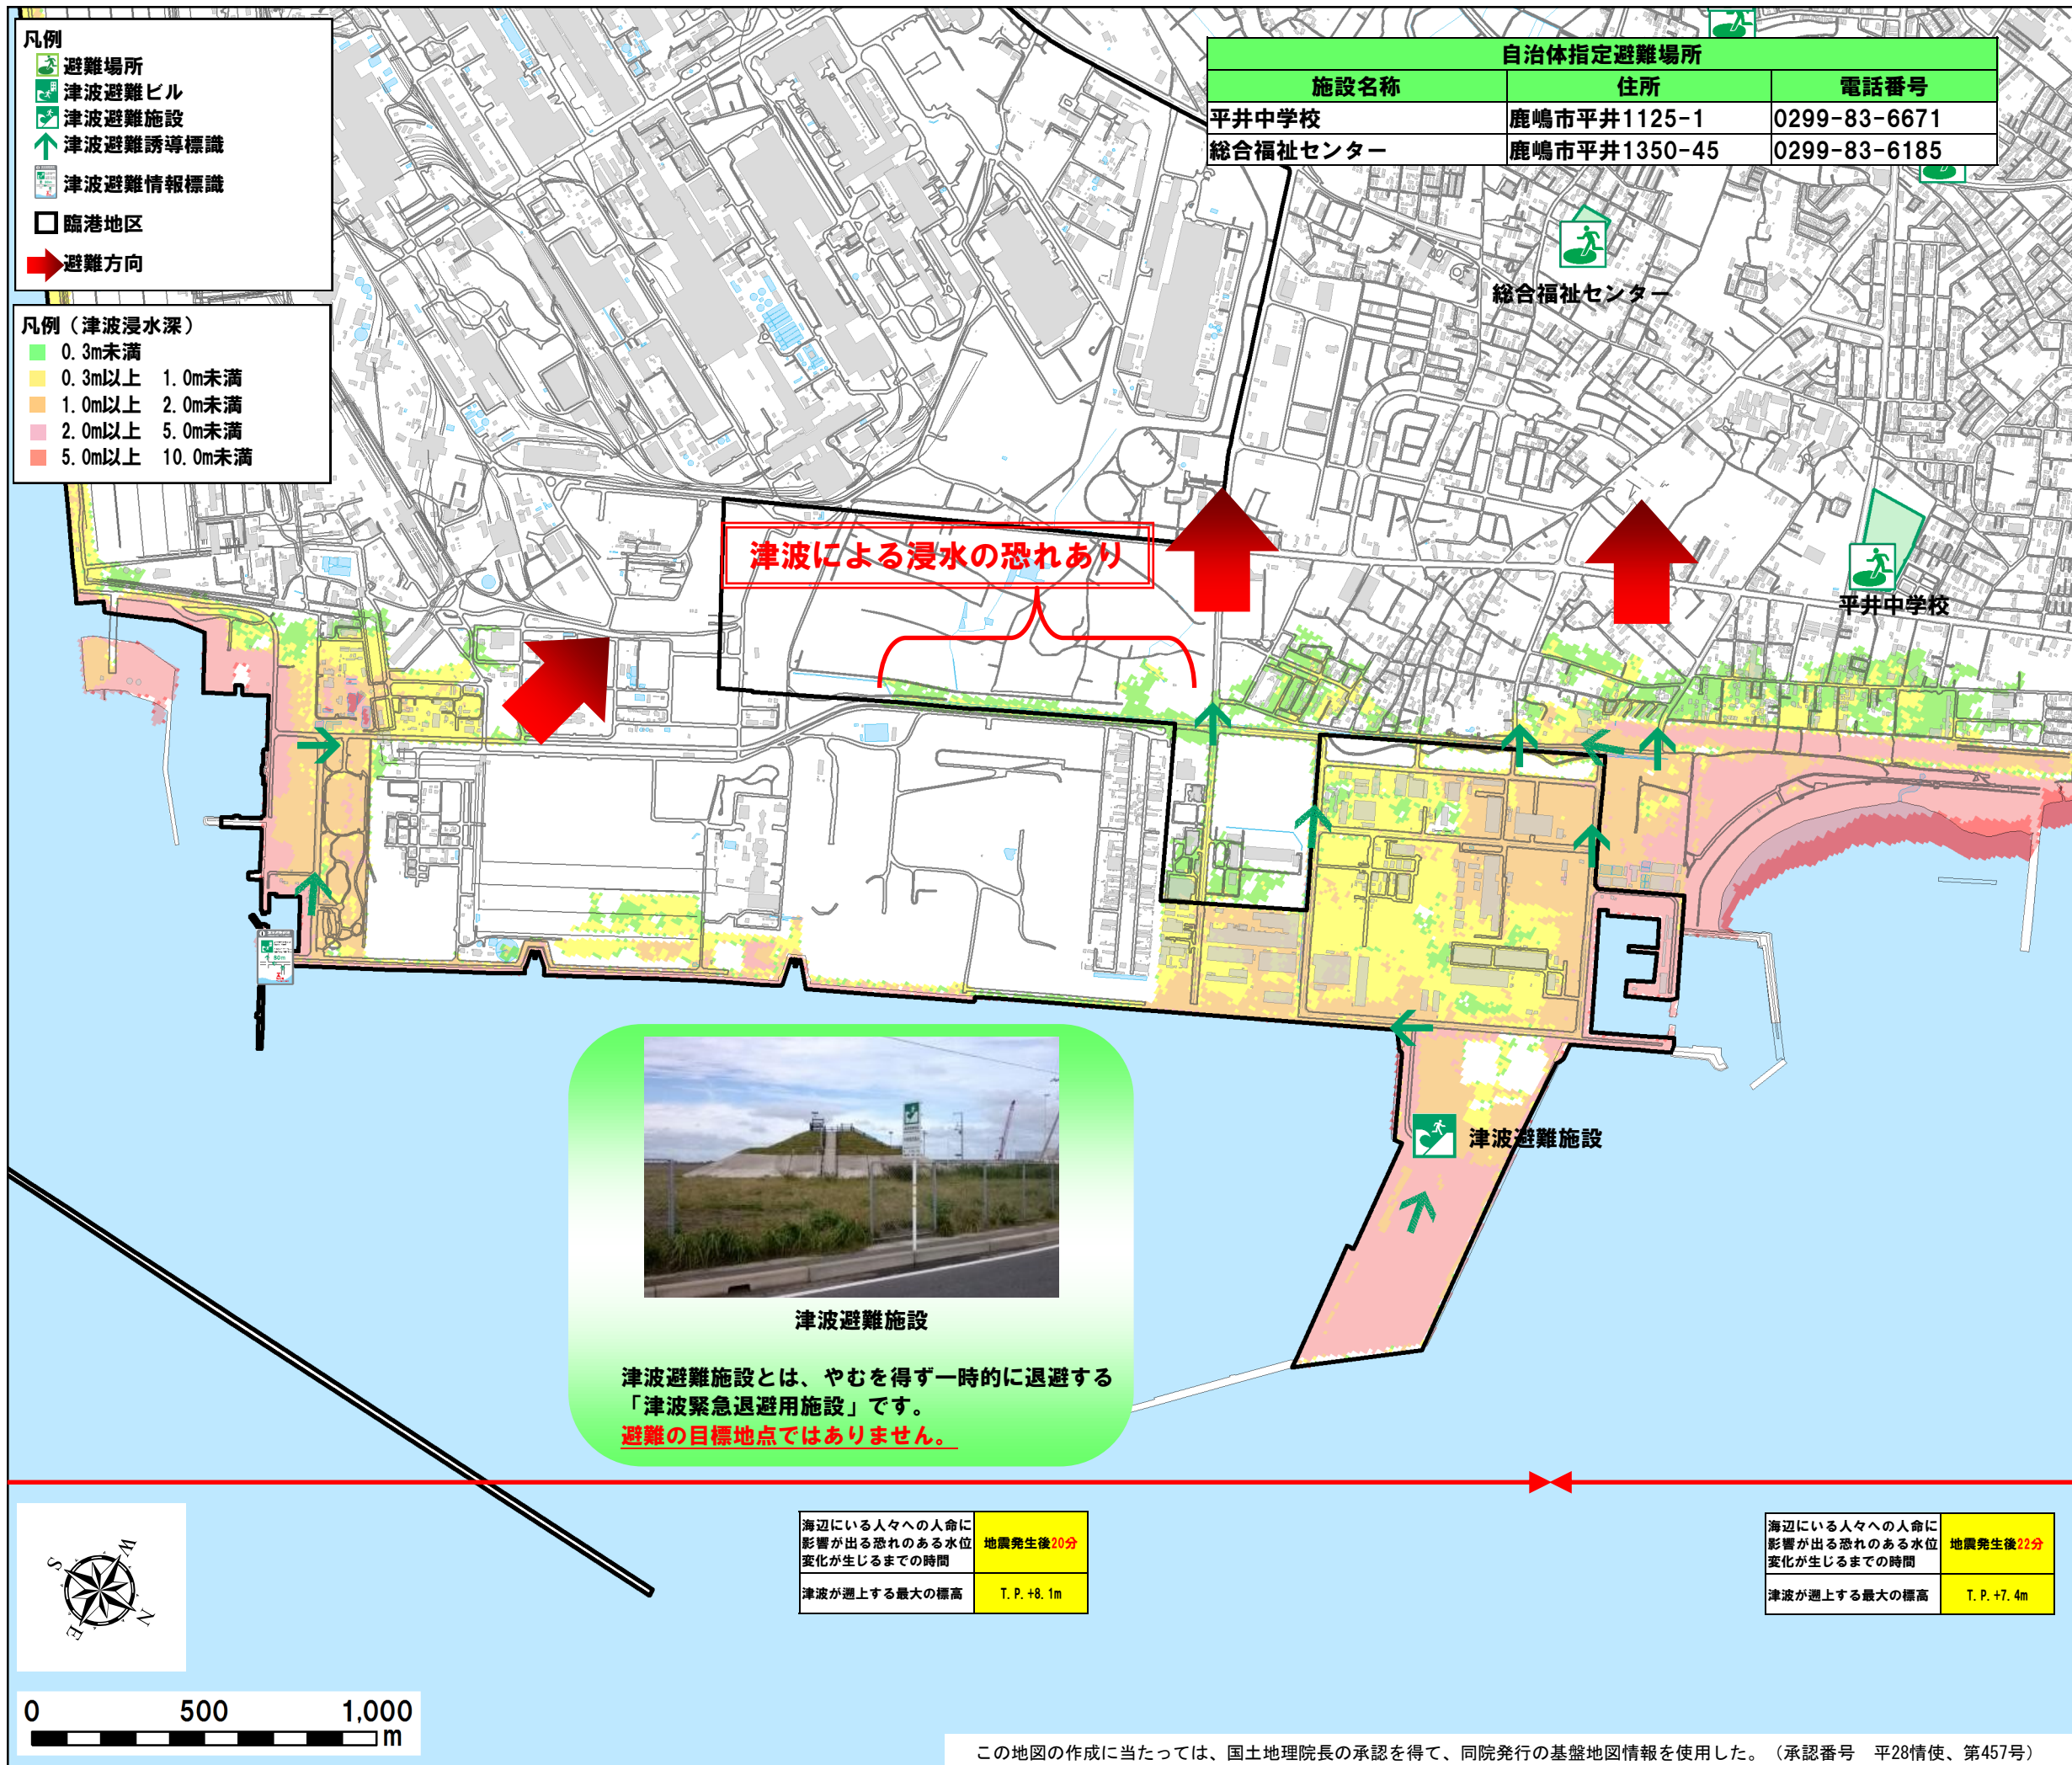 凡例
避難場所
津波避難ビル
津波避難施設
津波避難誘導標識
津波避難情報標識
臨港地区
避難方向
凡例（津波浸水深）
0.3m未満
0.3m以上 1.0m未満
1.0m以上 2.0m未満
2.0m以上 5.0m未満
5.0m以上 10.0m未満
自治体指定避難場所
施設名称 住所 電話番号
平井中学校 鹿嶋市平井1125-1 0299-83-6671
総合福祉センター 鹿嶋市平井1350-45 0299-83-6185
総合福祉センター
津波による浸水の恐れあり
平井中学校
津波避難施設
津波避難施設
津波避難施設とは、やむを得ず一時的に退避する
「津波緊急退避用施設」です。
避難の目標地点ではありません。
海辺にいる人々への人命に
影響が出る恐れのある水位
変化が生じるまでの時間
地震発生後20分
津波が遡上する最大の標高 T.P.+8.1m
海辺にいる人々への人命に
影響が出る恐れのある水位
変化が生じるまでの時間
地震発生後22分
津波が遡上する最大の標高 T.P.+7.4m
W
S
N
E
0 500 1,000
m
この地図の作成に当たっては、国土地理院長の承認を得て、同院発行の基盤地図情報を使用した。（承認番号 平28情使、第457号）